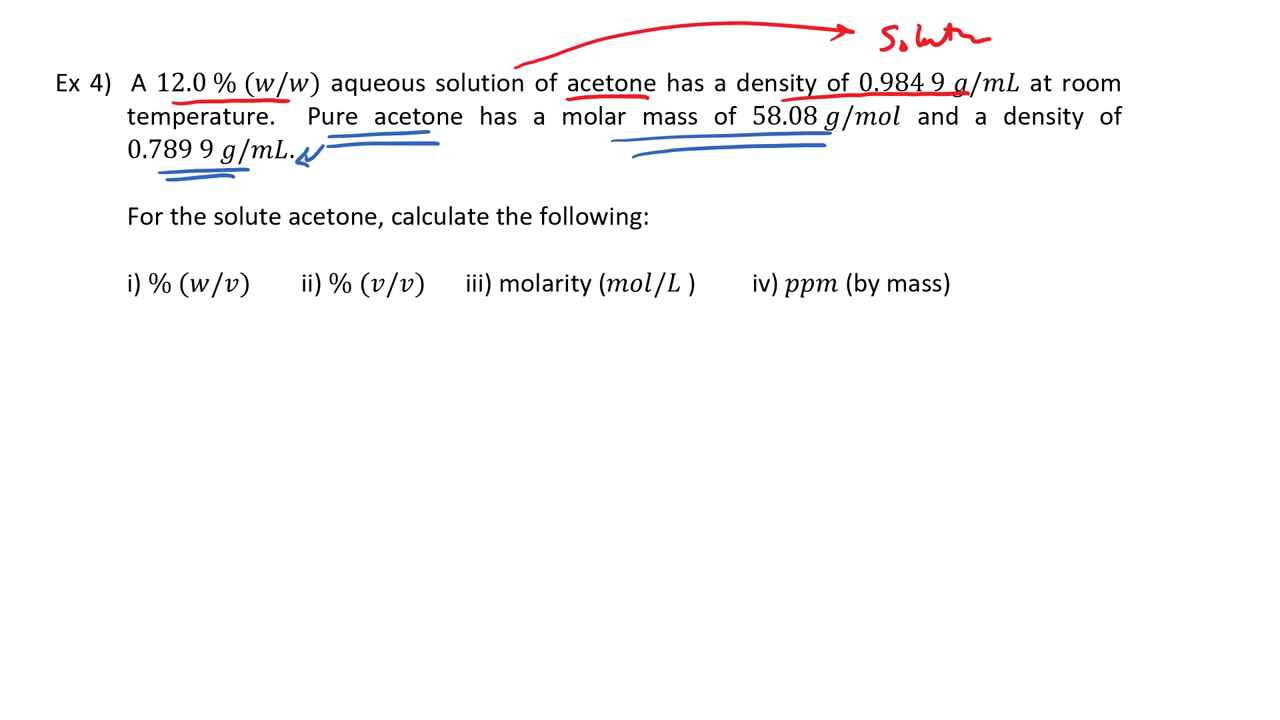 Solution
Ex 4) A 12.0 % (w/w) aqueous solution of acetone has a density of 0.984 9 g/mL at room
temperature. Pure acetone has a molar mass of 58.08 g/mol and a density of
0.789 9 g/mL.
For the solute acetone, calculate the following:
i) % (w/v) ii) % (v/v) iii) molarity (mol/L ) iv) ppm (by mass)